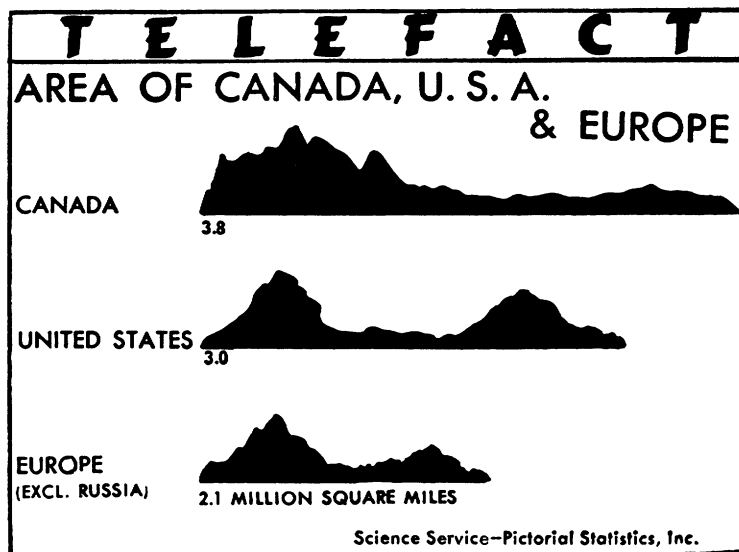 TELEFACT
AREA OF CANADA, U. S. A.
& EUROPE
CANADA
3.8
UNITED STATES
3.0
EUROPE
(EXCL. RUSSIA)
2.1 MILLION SQUARE MILES
Science Service–Pictorial Statistics, Inc.